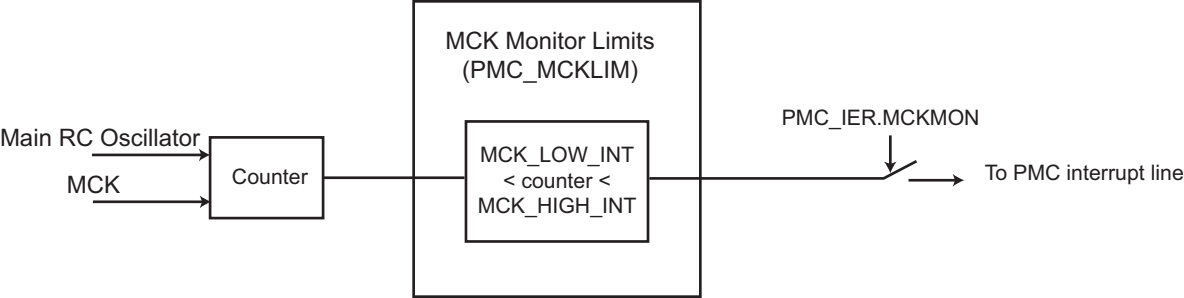 MCK Monitor Limits
(PMC_MCKLIM)
PMC_IER.MCKMON
Main RC Oscillator
MCK
Counter
MCK_LOW_INT
< counter <
MCK_HIGH_INT
To PMC interrupt line